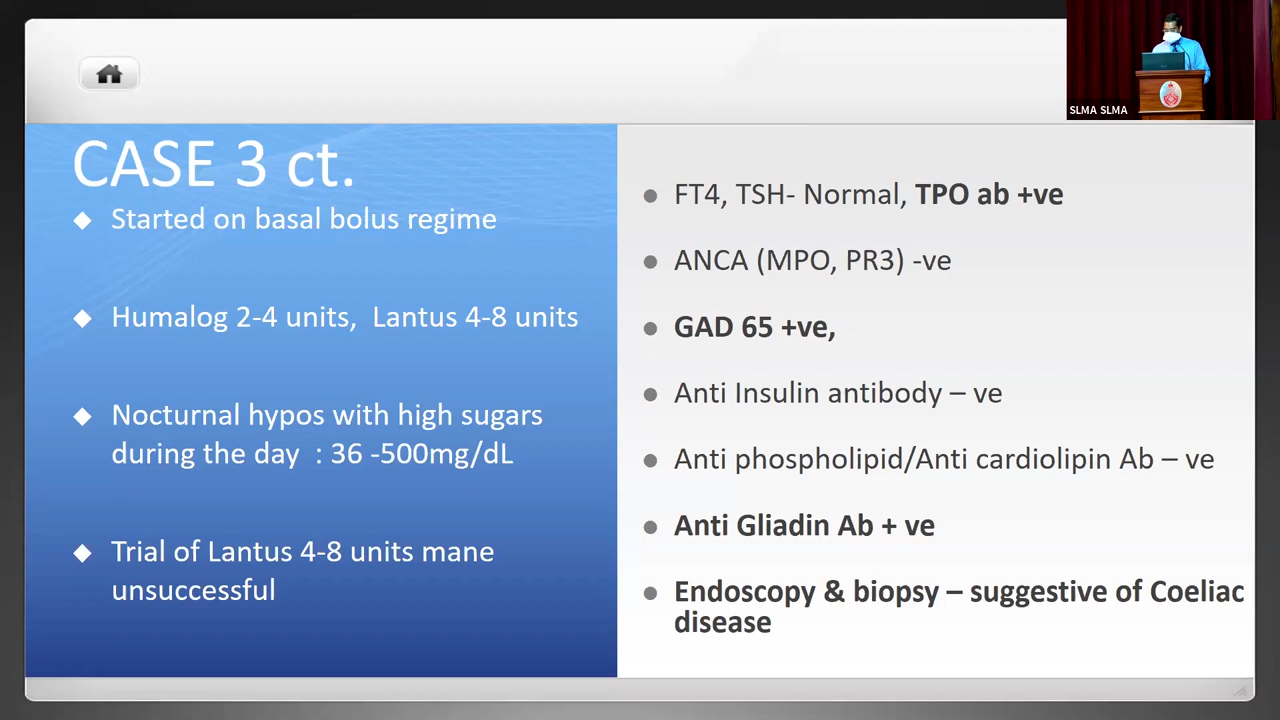 SLMA SLMA
CASE 3 ct.
◆ Started on basal bolus regime
◆ Humalog 2-4 units, Lantus 4-8 units
◆ Nocturnal hypos with high sugars
during the day : 36 -500mg/dL
◆ Trial of Lantus 4-8 units mane
unsuccessful
● FT4, TSH- Normal, TPO ab +ve
● ANCA (MPO, PR3) -ve
● GAD 65 +ve,
● Anti Insulin antibody – ve
● Anti phospholipid/Anti cardiolipin Ab – ve
● Anti Gliadin Ab + ve
● Endoscopy & biopsy – suggestive of Coeliac
disease